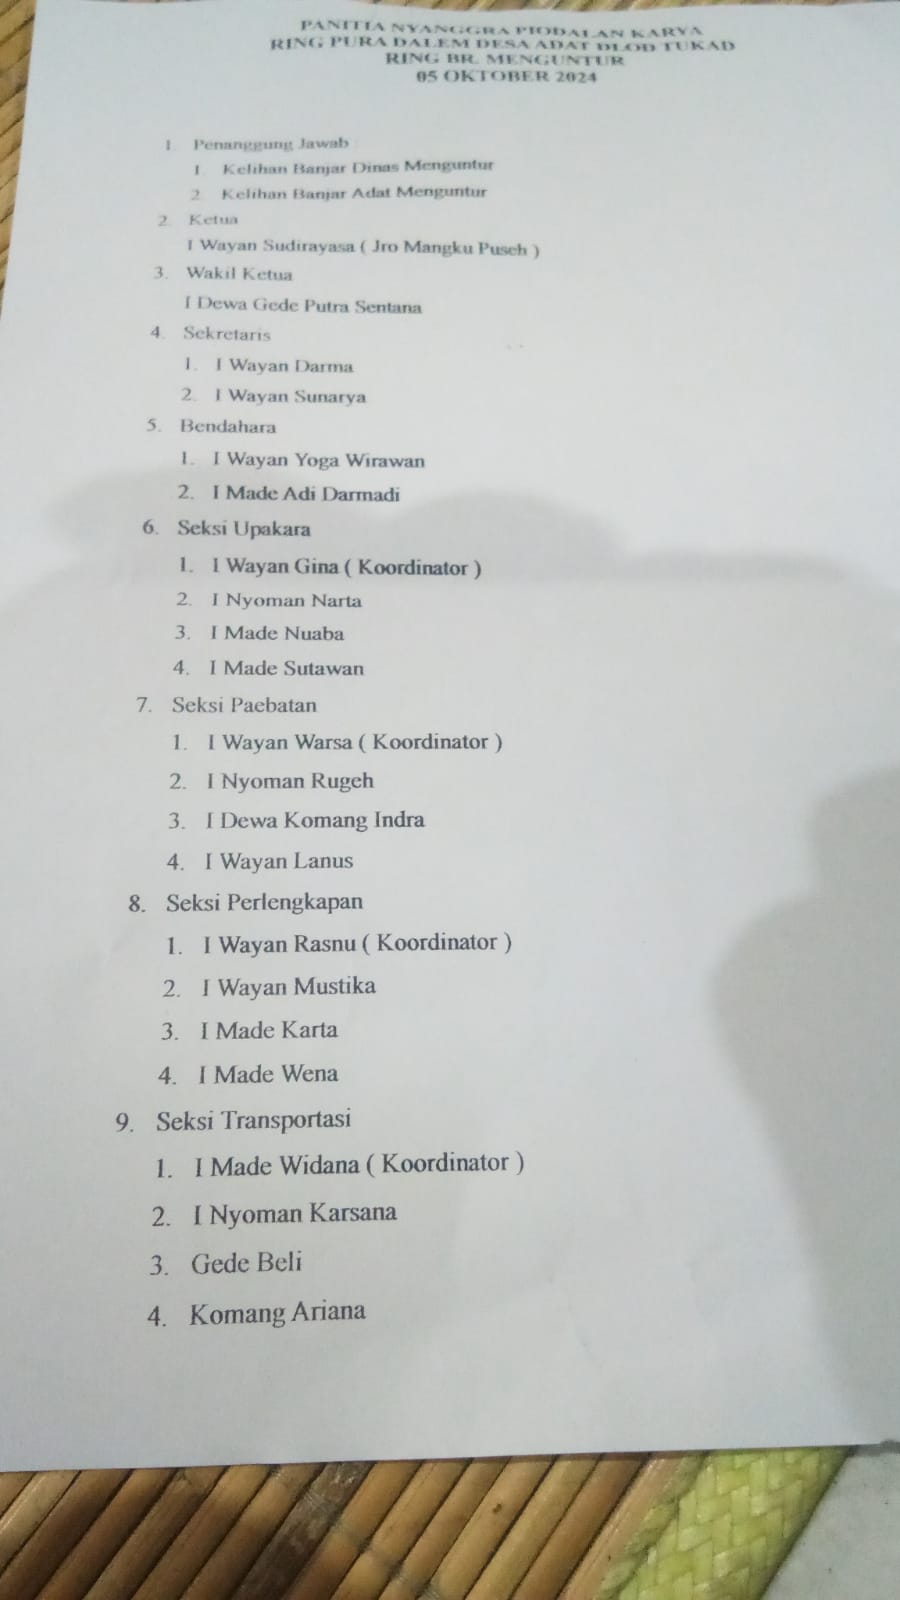 PANITIA NYANGGRA PIODALAN KARYA
RING PURA DALEM DESA ADAT DLOD TUKAD
RING BR. MENGUNTUR
05 OKTOBER 2024
1. Penanggung Jawab
1. Kelihan Banjar Dinas Menguntur
2. Kelihan Banjar Adat Menguntur
2. Ketua
I Wayan Sudirayasa ( Jro Mangku Puseh )
3. Wakil Ketua
I Dewa Gede Putra Sentana
4. Sekretaris
1. I Wayan Darma
2. I Wayan Sunarya
5. Bendahara
1. I Wayan Yoga Wirawan
2. I Made Adi Darmadi
6. Seksi Upakara
1. I Wayan Gina ( Koordinator )
2. I Nyoman Narta
3. I Made Nuaba
4. I Made Sutawan
7. Seksi Paebatan
1. I Wayan Warsa ( Koordinator )
2. I Nyoman Rugeh
3. I Dewa Komang Indra
4. I Wayan Lanus
8. Seksi Perlengkapan
1. I Wayan Rasnu ( Koordinator )
2. I Wayan Mustika
3. I Made Karta
4. I Made Wena
9. Seksi Transportasi
1. I Made Widana ( Koordinator )
2. I Nyoman Karsana
3. Gede Beli
4. Komang Ariana